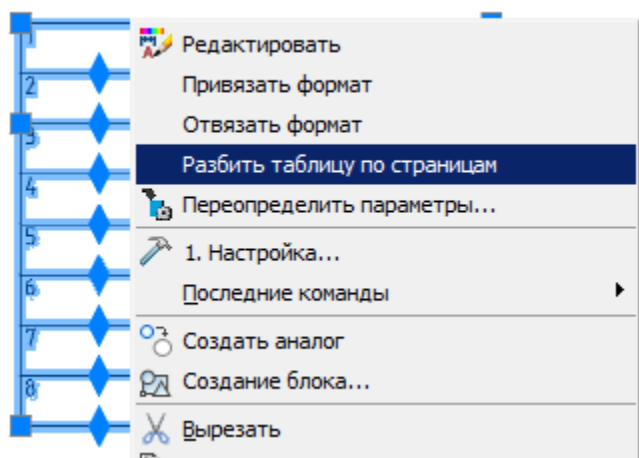 1
Редактировать
2
Привязать формат
3
Отвязать формат
Разбить таблицу по страницам
4
Переопределить параметры...
5
1. Настройка...
6
Последние команды
7
Создать аналог
8
Создание блока...
Вырезать